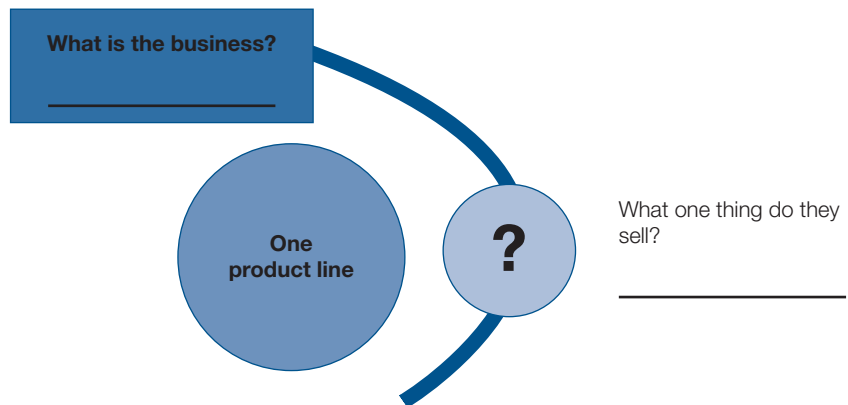 What is the business?
One
product line
?
What one thing do they
sell?